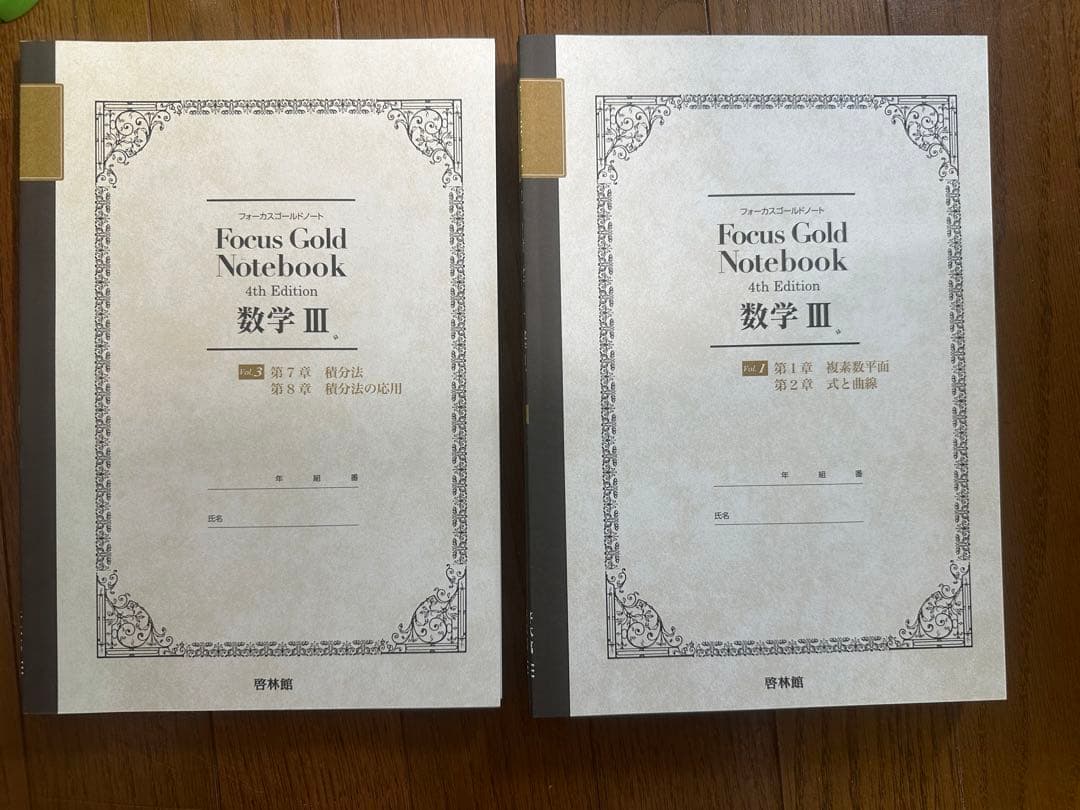 フォーカスゴールドノート
Focus Gold
Notebook
4th Edition
数学 III
Vol.3 第7章 積分法
第8章 積分法の応用
年 組 番
氏名
啓林館
フォーカスゴールドノート
Focus Gold
Notebook
4th Edition
数学 III
Vol.1 第1章 複素数平面
第2章 式と曲線
年 組 番
氏名
啓林館